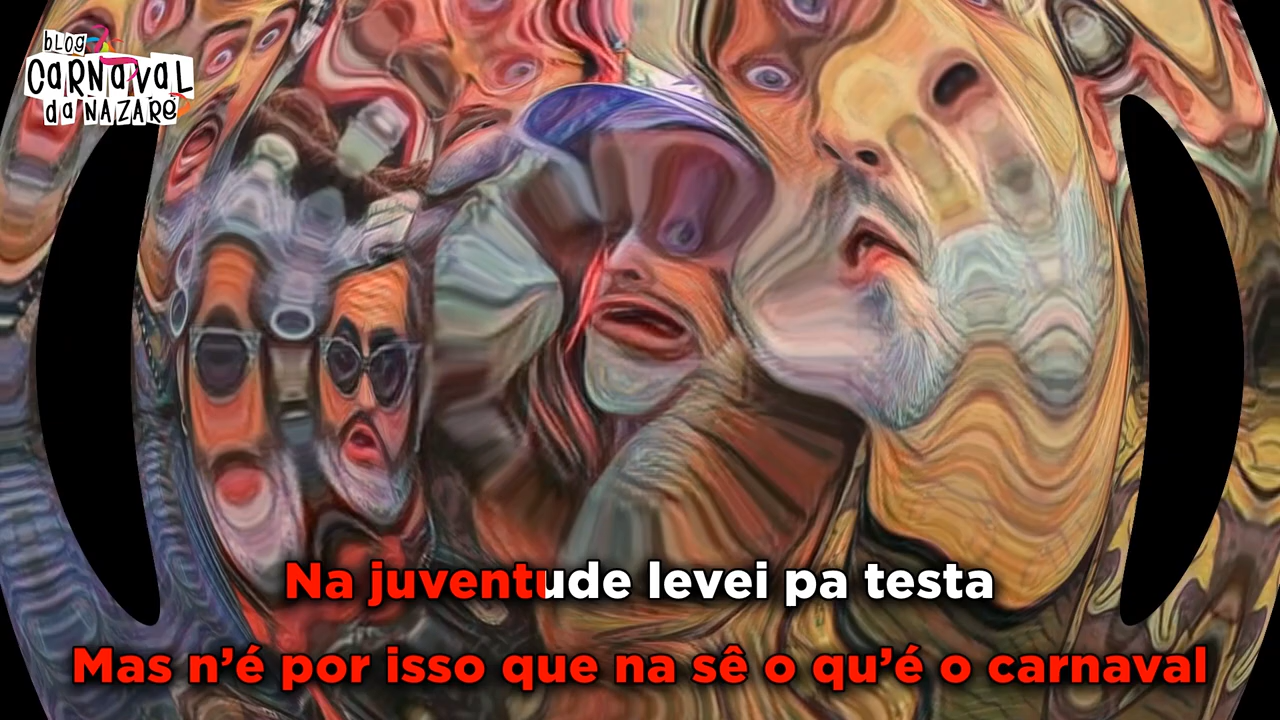 BLOG
CARNAVAL
da NAZARÉ
Na juventude levei pa testa
Mas n’é por isso que na sê o qu’é o carnaval